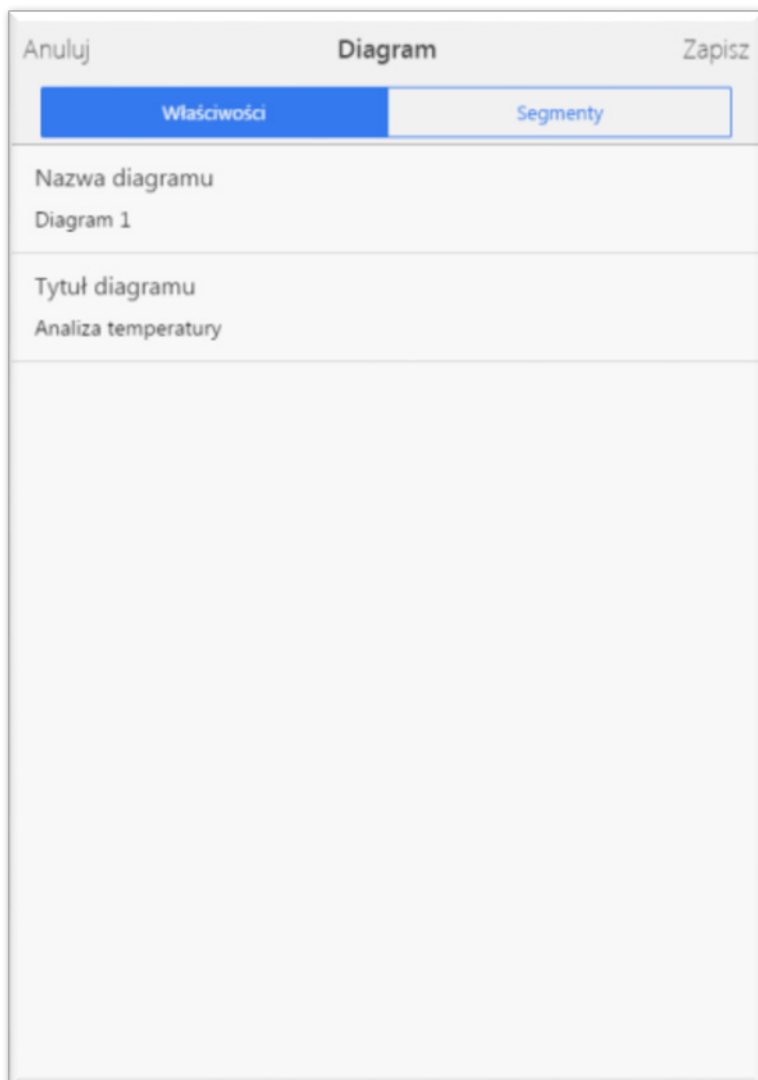 Anuluj Diagram Zapisz
Właściwości Segmenty
Nazwa diagramu
Diagram 1
Tytuł diagramu
Analiza temperatury